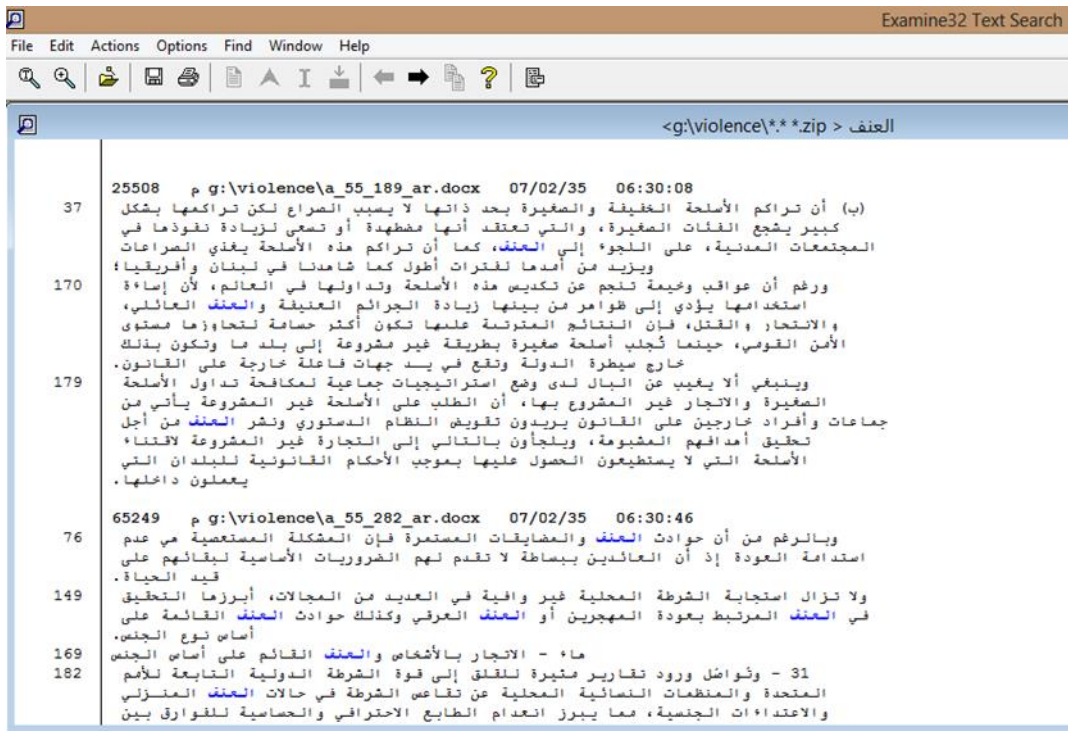 Examine32 Text Search
File Edit Actions Options Find Window Help
العنف < g:\violence\*.* *.zip>
25508 م g:\violence\a_55_189_ar.docx 07/02/35 06:30:08
37 (ب) أن تراكم الأسلحة الخفيفة والصغيرة بحد ذاتها لا يسبب الصراع لكن تراكمها بشكل
كبير يشجع الفئات الصغيرة، والتي تعتقد أنها مضطهدة أو تسعى لزيادة نفوذها في
المجتمعات المدنية، على اللجوء إلى العنف، كما أن تراكم هذه الأسلحة يغذي الصراعات
ويزيد من أمدها لفترات أطول كما شاهدنا في لبنان وأفريقيا؛
170 ورغم أن عواقب وخيمة تنجم عن تكديس هذه الأسلحة وتداولها في العالم، لأن إساءة
استخدامها يؤدي إلى ظواهر من بينها زيادة الجرائم العنيفة والعنف العائلي،
والانتحار والقتل، فإن النتائج المترتبة عليها تكون أكثر جسامة لتجاوزها مستوى
الأمن القومي، حينما تُجلب أسلحة صغيرة بطريقة غير مشروعة إلى بلد ما وتكون بذلك
خارج سيطرة الدولة وتقع في يــد جهات فاعلة خارجة على القانون.
179 وينبغي ألا يغيب عن البال لدى وضع استراتيجيات جماعية لمكافحة تداول الأسلحة
الصغيرة والاتجار غير المشروع بها، أن الطلب على الأسلحة غير المشروعة يأتي من
جماعات وأفراد خارجين على القانون يريدون تقويض النظام الدستوري ونشر العنف من أجل
تحقيق أهدافهم المشبوهة، ويلجأون بالتالي إلى التجارة غير المشروعة لاقتناء
الأسلحة التي لا يستطيعون الحصول عليها بموجب الأحكام القانونية للبلدان التي
يعملون داخلها.
65249 م g:\violence\a_55_282_ar.docx 07/02/35 06:30:46
76 وبالرغم من أن حوادث العنف والمضايقات المستمرة فإن المشكلة المستعصية هي عدم
استدامة العودة إذ أن العائدين ببساطة لا تقدم لهم الضروريات الأساسية لبقائهم على
قيد الحياة.
149 ولا تزال استجابة الشرطة المحلية غير وافية في العديد من المجالات، أبرزها التحقيق
في العنف المرتبط بعودة المهجرين أو العنف العرقي وكذلك حوادث العنف القائمة على
أساس نوع الجنس.
169 هاء - الاتجار بالأشخاص والعنف القائم على أساس الجنس
182 31 - وتُواصَل ورود تقارير مثيرة للقلق إلى قوة الشرطة الدولية التابعة للأمم
المتحدة والمنظمات النسائية المحلية عن تقاعس الشرطة في حالات العنف المنــزلي
والاعتداءات الجنسية، مما يبرز انعدام الطابع الاحترافي والحساسية للفوارق بين